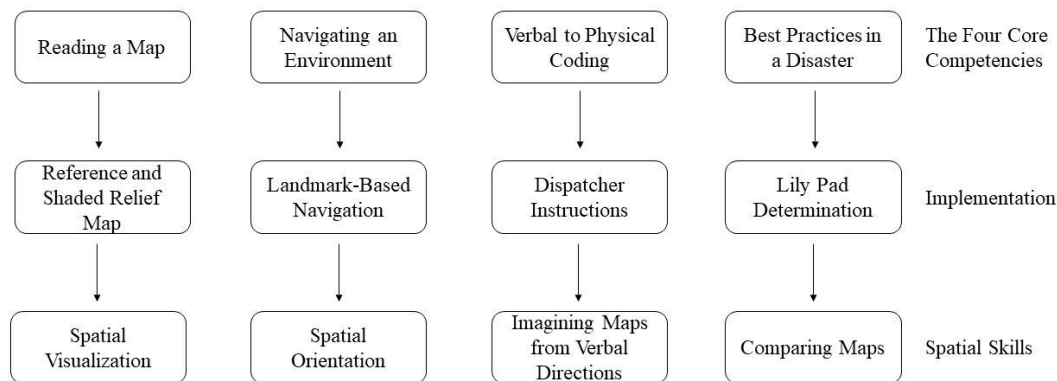 Reading a Map
Navigating an
Environment
Verbal to Physical
Coding
Best Practices in
a Disaster
The Four Core
Competencies
Reference and
Shaded Relief
Map
Landmark-Based
Navigation
Dispatcher
Instructions
Lily Pad
Determination
Implementation
Spatial
Visualization
Spatial
Orientation
Imagining Maps
from Verbal
Directions
Comparing Maps
Spatial Skills